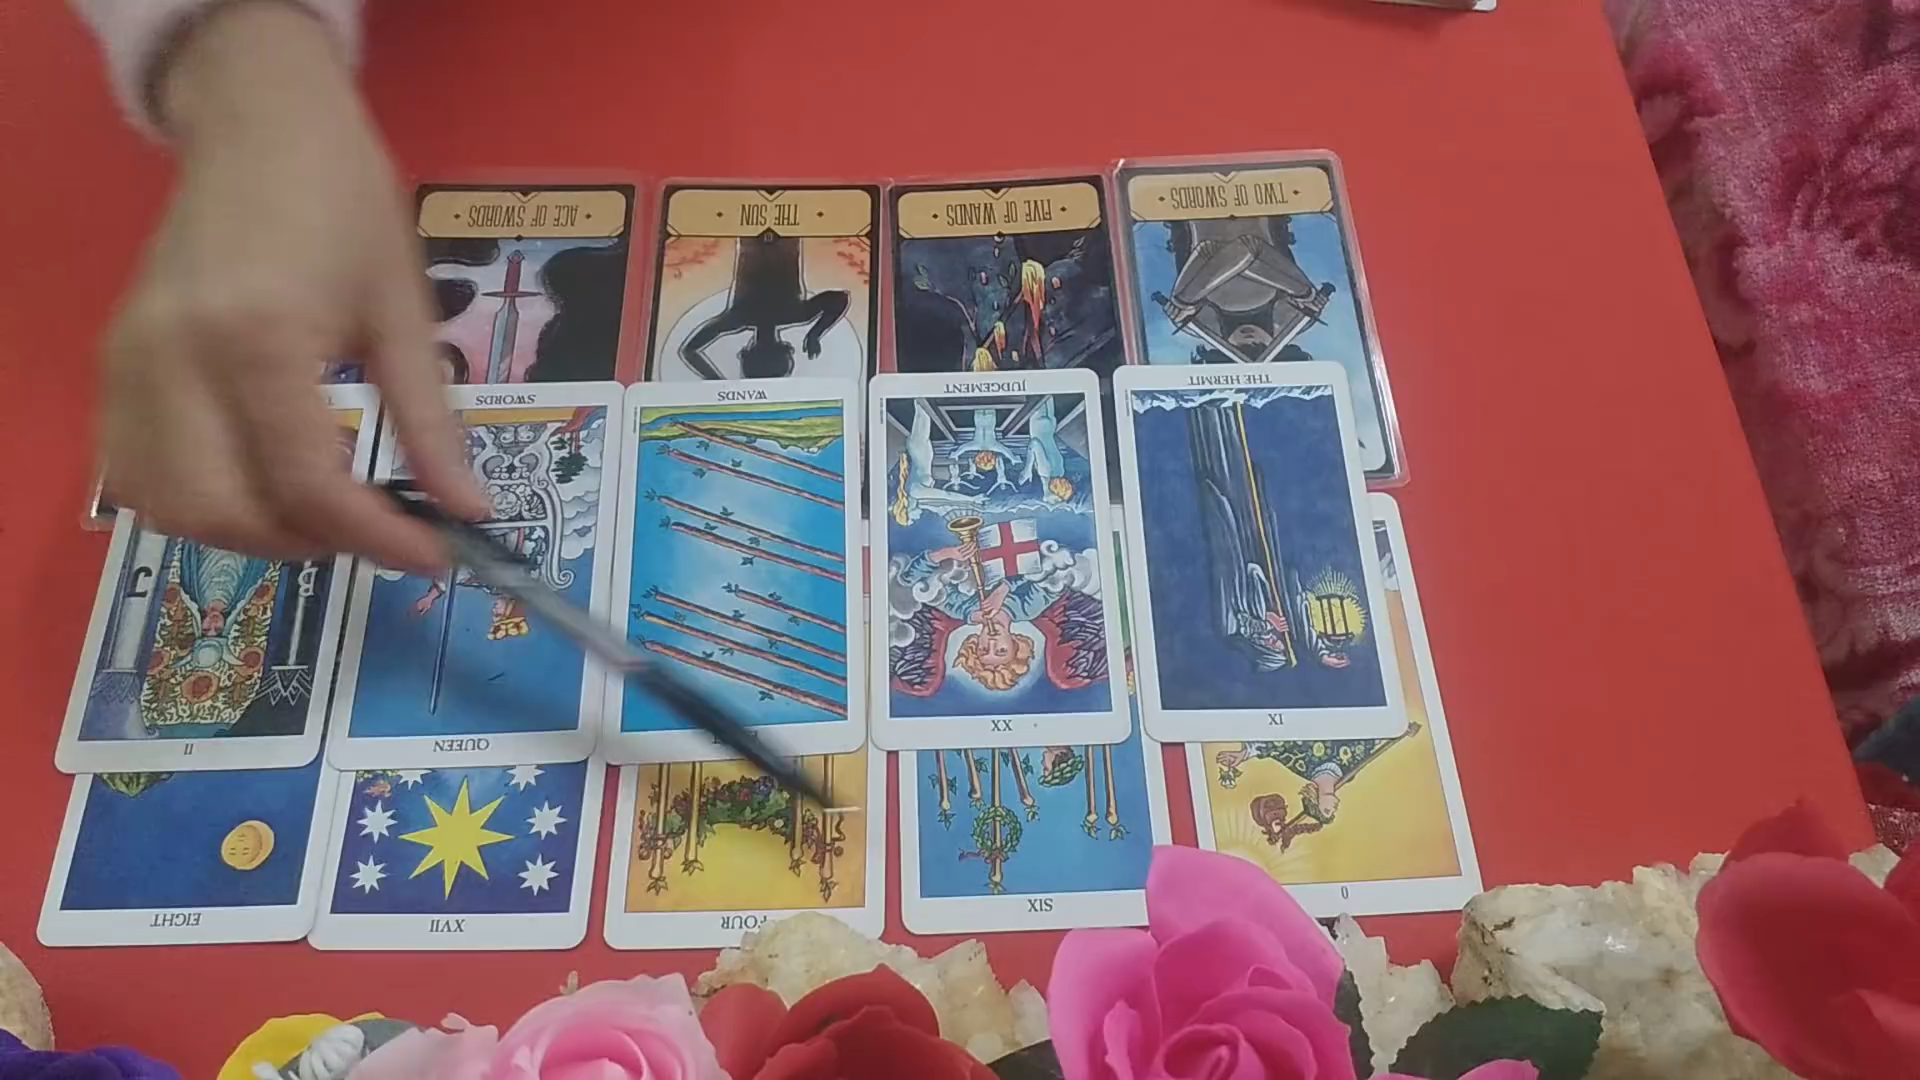 ACE OF SWORDS
THE SUN
FIVE OF WANDS
TWO OF SWORDS
SWORDS
WANDS
JUDGEMENT
THE HERMIT
J
B
II
QUEEN
XX
IX
EIGHT
XVII
FOUR
SIX
0